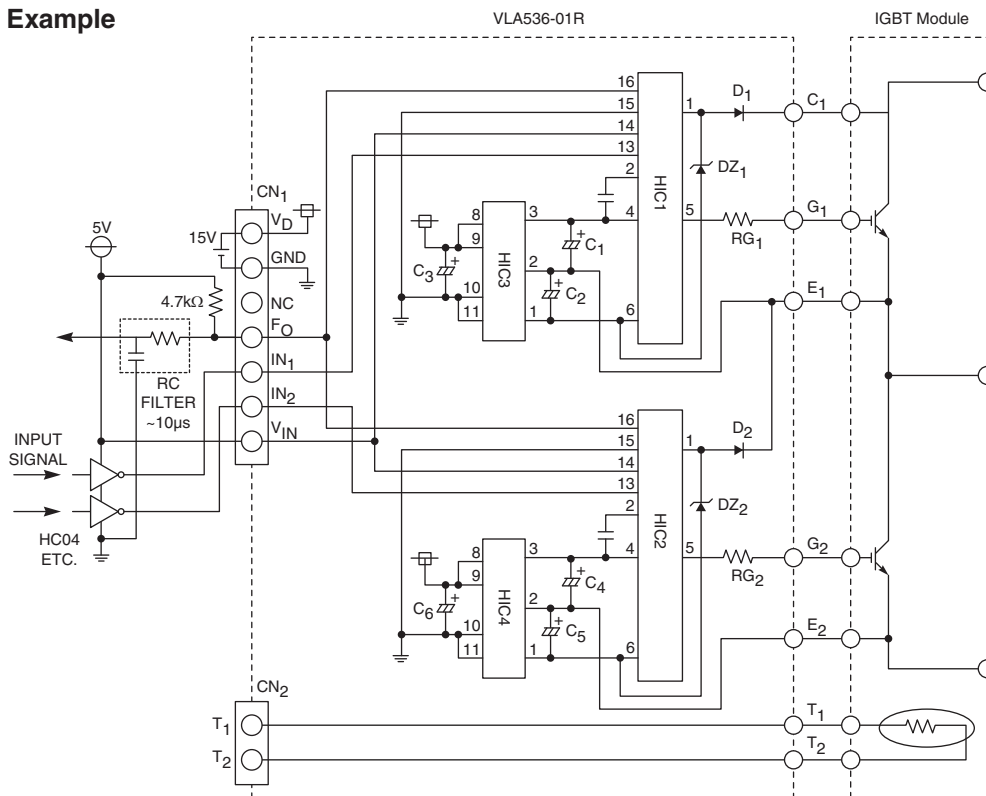 Example
VLA536-01R
IGBT Module
CN1
5V
15V
VD
GND
NC
FO
IN1
IN2
VIN
4.7kΩ
RC
FILTER
~10µs
INPUT
SIGNAL
HC04
ETC.
16
15
14
13
2
4
6
1
5
HIC1
D1
DZ1
RG1
C1
G1
E1
8
9
10
11
3
2
1
HIC3
C3
C1
C2
16
15
14
13
2
4
6
1
5
HIC2
D2
DZ2
RG2
G2
E2
8
9
10
11
3
2
1
HIC4
C6
C4
C5
+
+
+
+
+
+
CN2
T1
T2
T1
T2